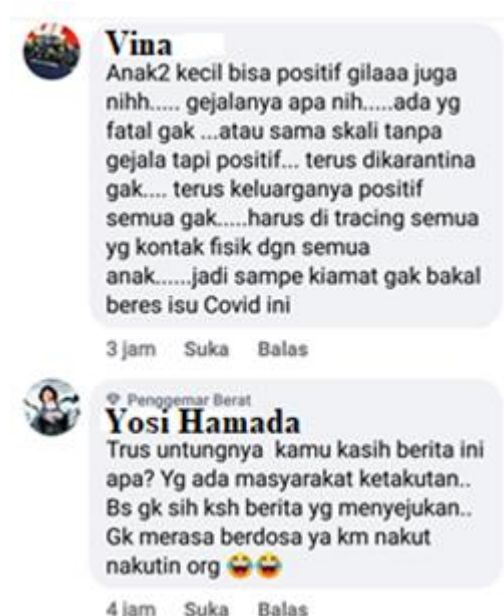 Vina
Anak2 kecil bisa positif gilaaa juga
nihh..... gejalanya apa nih.....ada yg
fatal gak ...atau sama skali tanpa
gejala tapi positif... terus dikarantina
gak.... terus keluarganya positif
semua gak.....harus di tracing semua
yg kontak fisik dgn semua
anak......jadi sampe kiamat gak bakal
beres isu Covid ini
3 jam Suka Balas
Penggemar Berat
Yosi Hamada
Trus untungnya kamu kasih berita ini
apa? Yg ada masyarakat ketakutan..
Bs gk sih ksh berita yg menyejukan..
Gk merasa berdosa ya km nakut
nakutin org 😂😂
4 jam Suka Balas